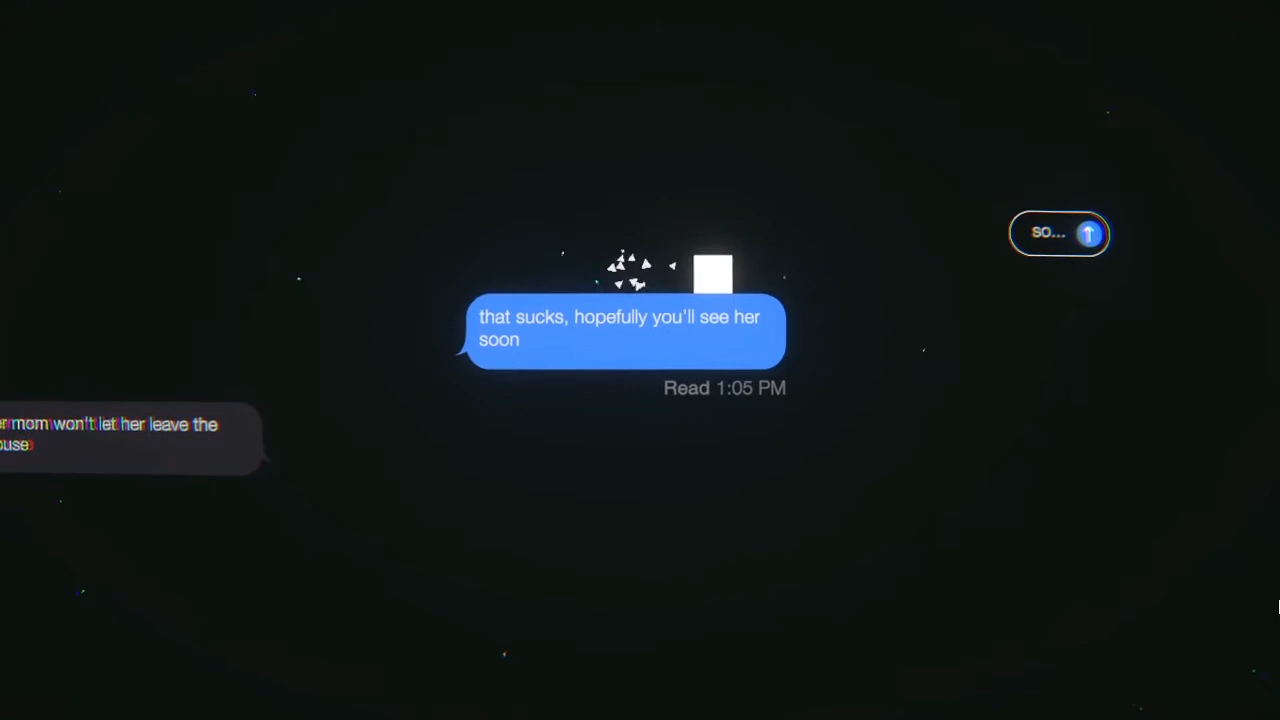 so...
that sucks, hopefully you'll see her
soon
Read 1:05 PM
mom won't let her leave the